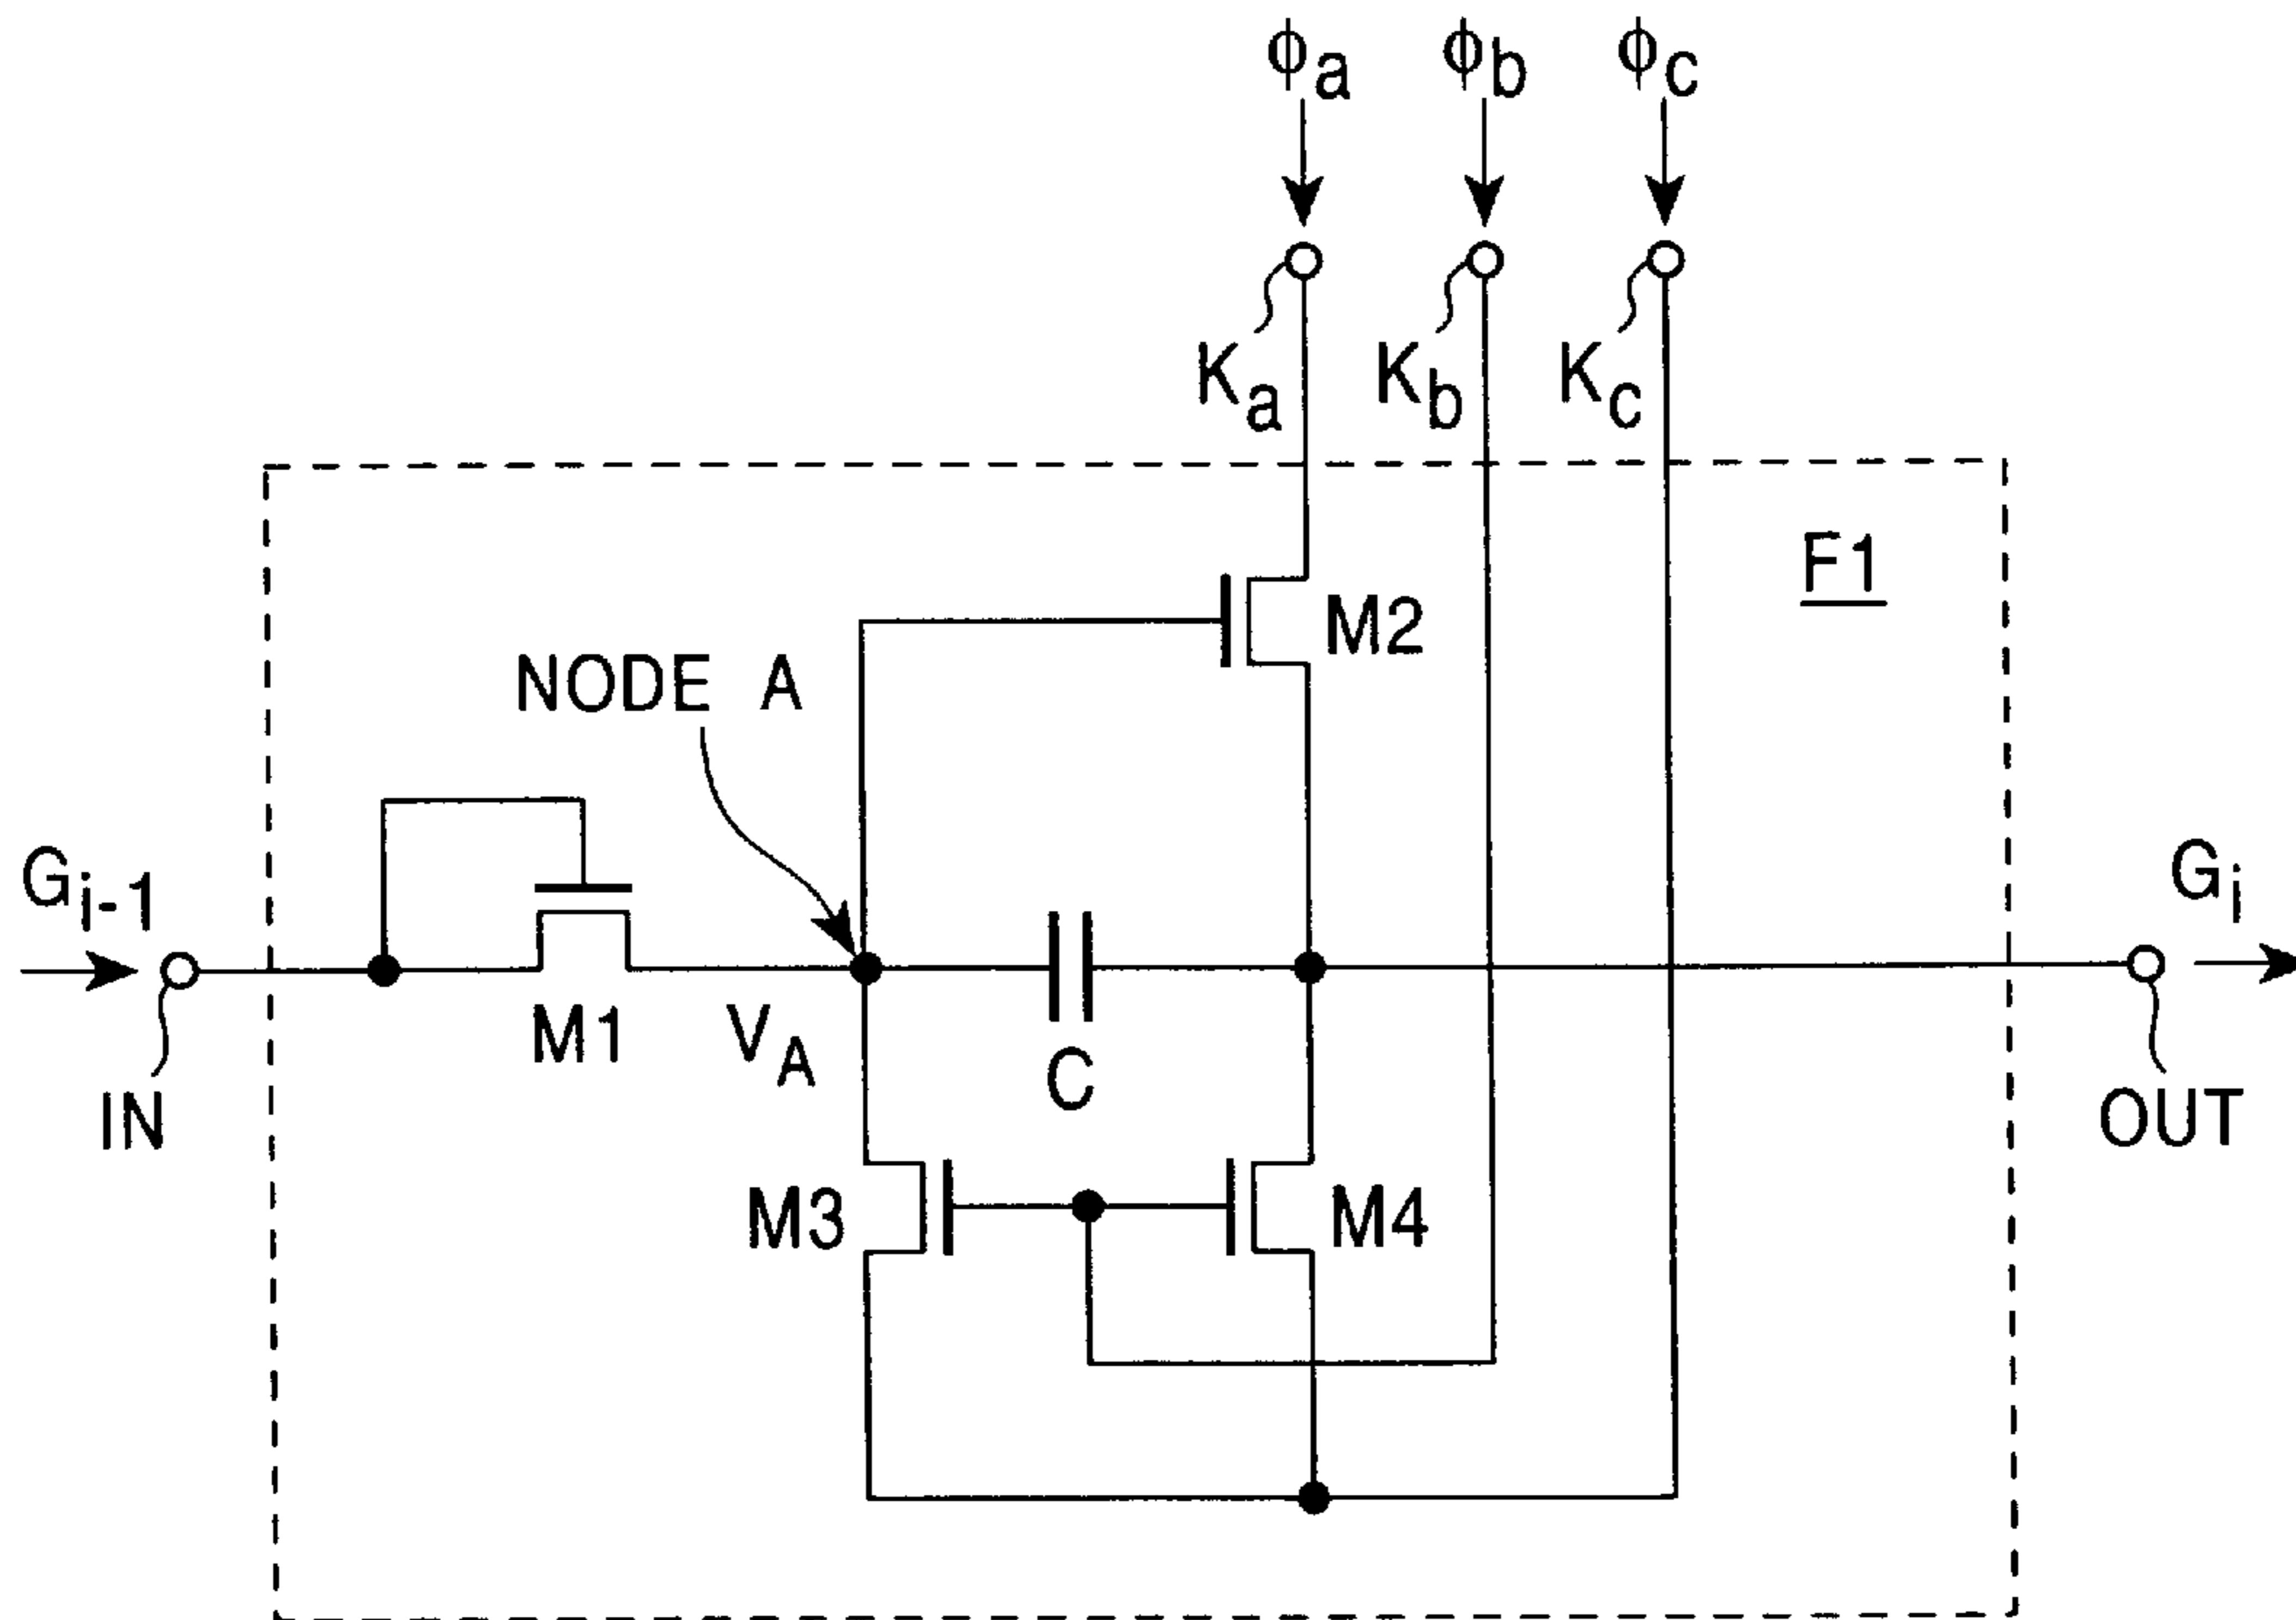 ϕa ϕb ϕc
Ka Kb Kc
F1
M2
NODE A
Gi-1
Gi
M1
VA
C
IN
OUT
M3
M4